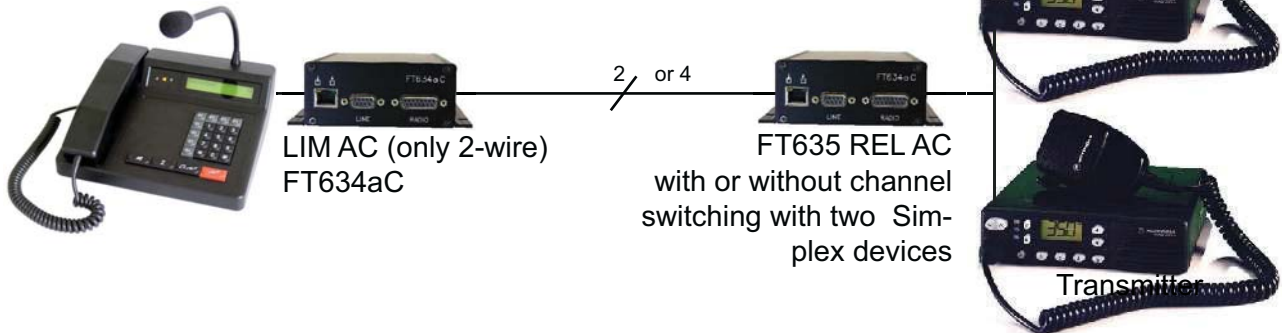 FT634aC
LINE RADIO
LIM AC (only 2-wire)
FT634aC
2 or 4
FT634aC
LINE RADIO
FT635 REL AC
with or without channel
switching with two Sim-
plex devices
350
Transmitter